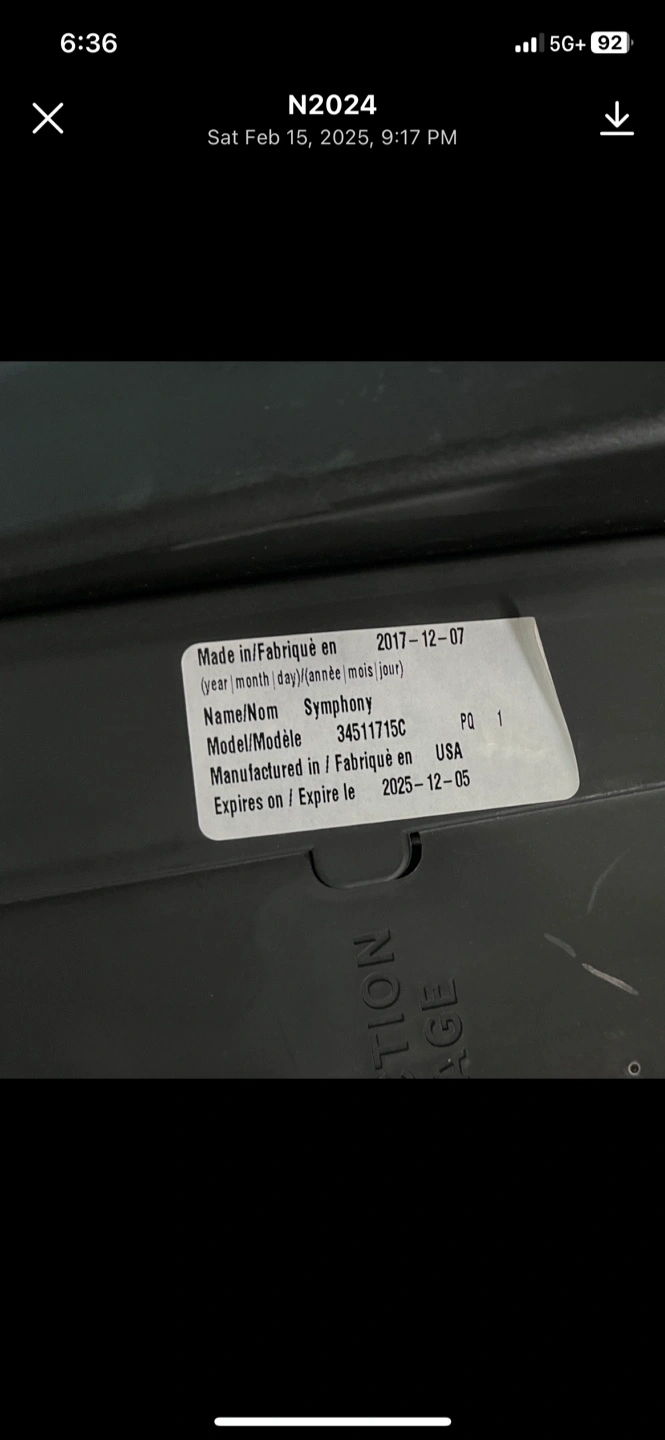 6:36
5G+ 92
N2024
Sat Feb 15, 2025, 9:17 PM
Made in/Fabriquè en 2017-12-07
(year|month|day)/(annèe|mois|jour)
Name/Nom Symphony
Model/Modèle 34511715C PQ 1
Manufactured in / Fabriquè en USA
Expires on / Expire le 2025-12-05